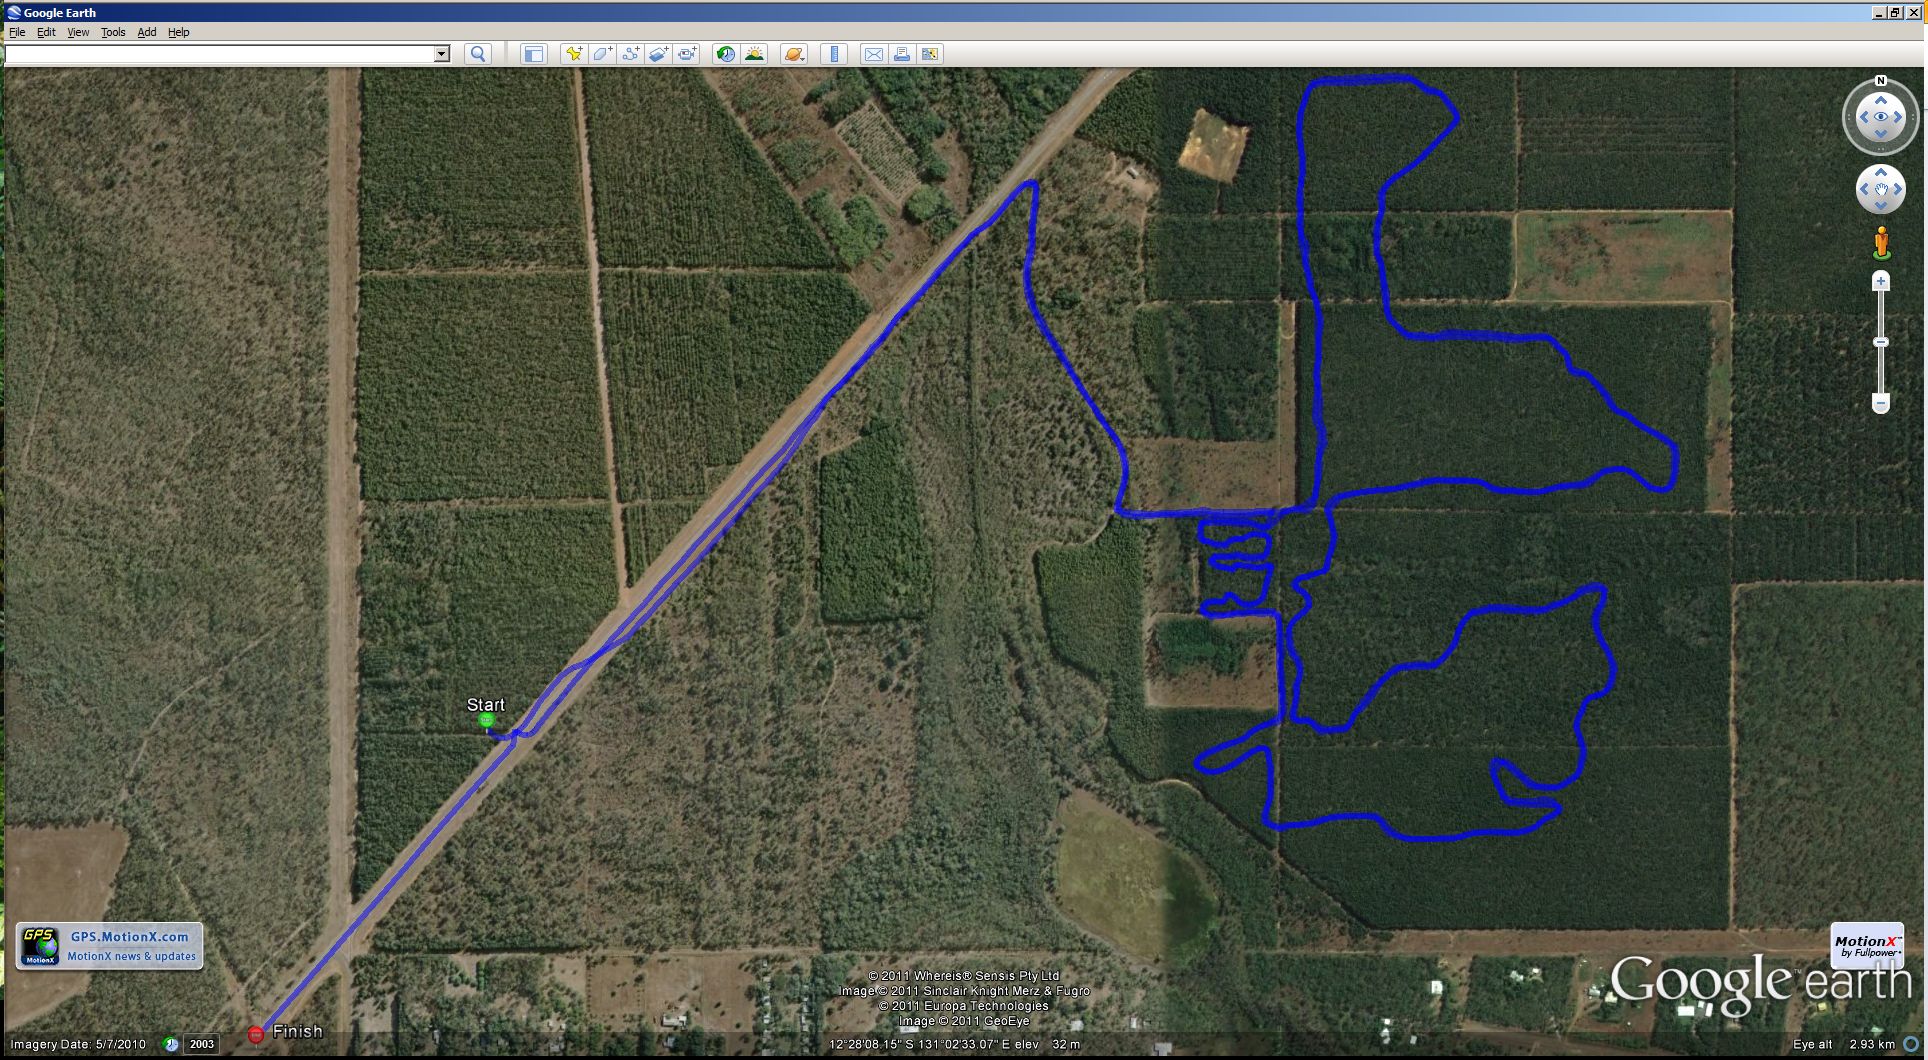 Google Earth
File Edit View Tools Add Help
N
Start
GPS.MotionX.com
MotionX news & updates
GPS
MotionX
MotionX™
by Fullpower®
Google™ earth
© 2011 Whereis® Sensis Pty Ltd
Image © 2011 Sinclair Knight Merz & Fugro
© 2011 Europa Technologies
Image © 2011 GeoEye
Finish
Imagery Date: 5/7/2010 2003 12°28'08.15" S 131°02'33.07" E elev 32 m Eye alt 2.93 km